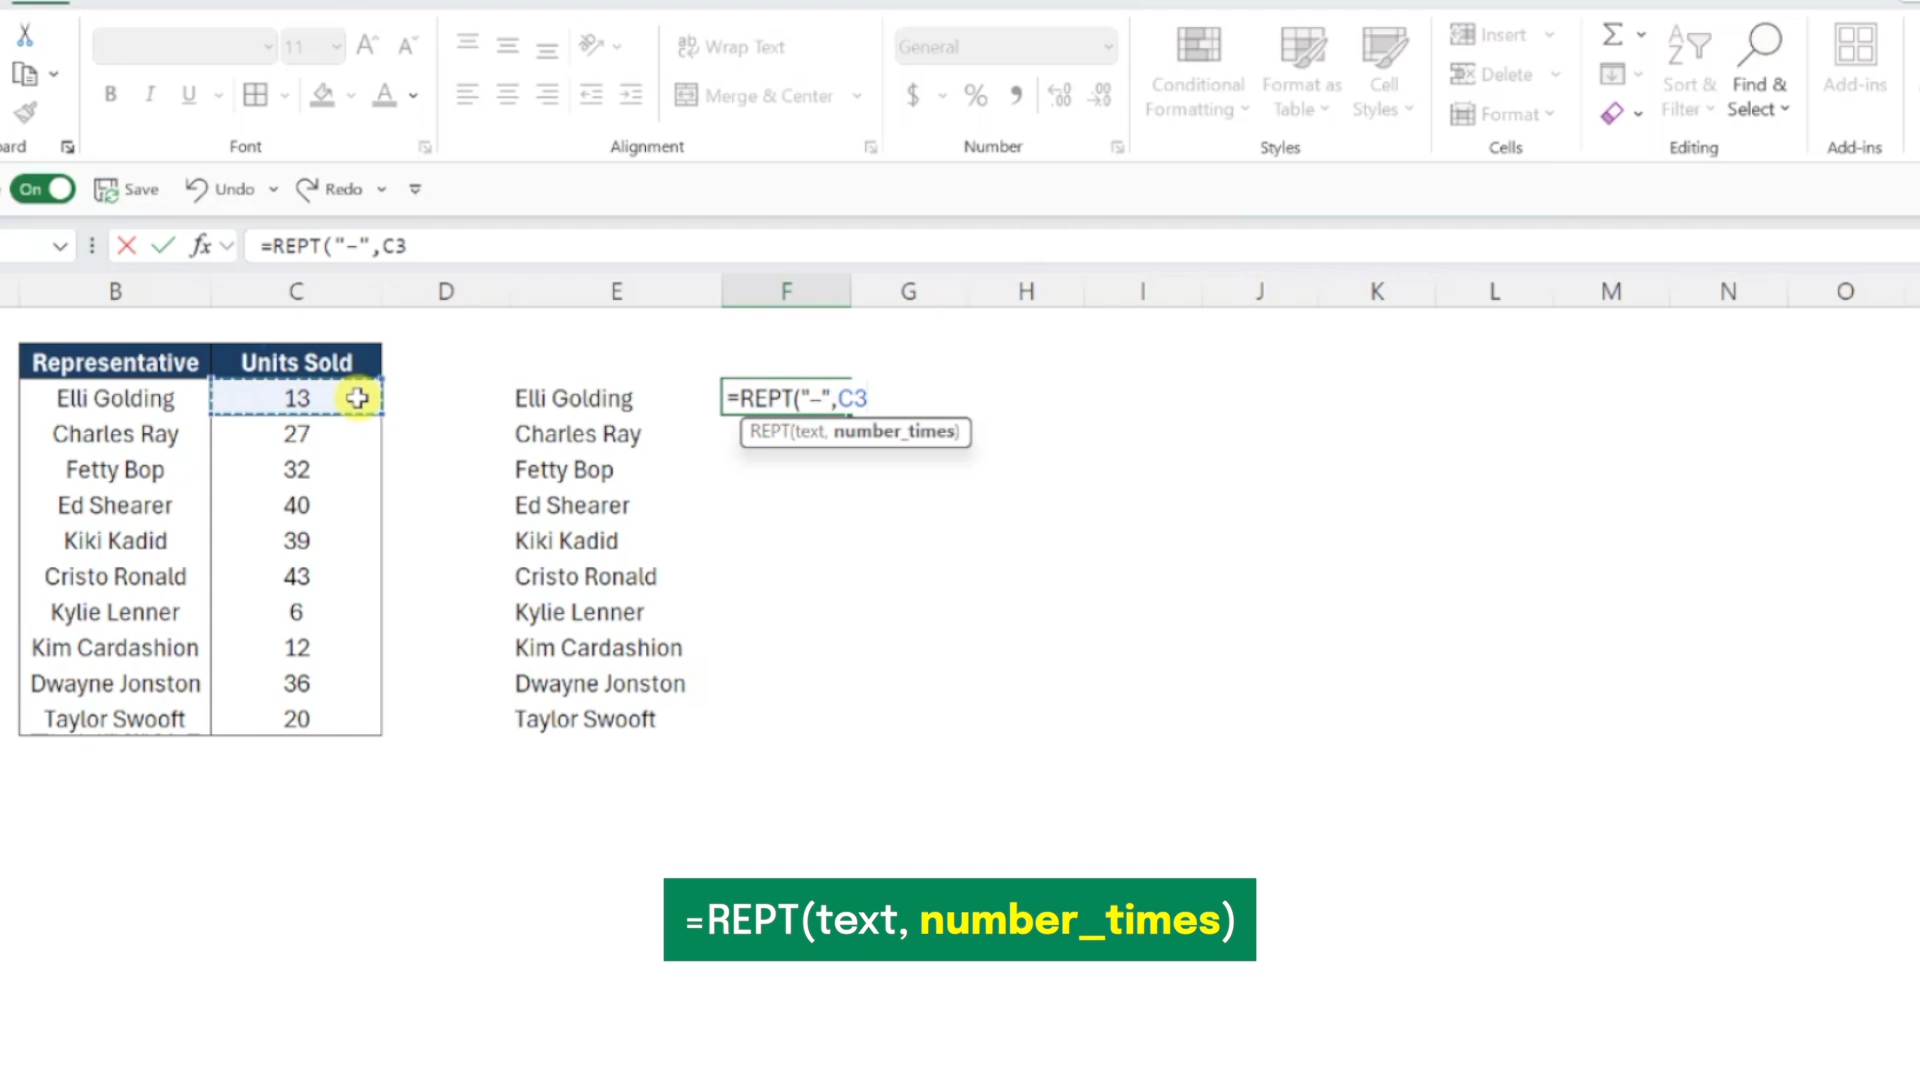 11
Wrap Text
General
Insert
Delete
Format
Conditional Formatting
Format as Table
Cell Styles
Sort & Filter
Find & Select
Add-ins
B I U
Merge & Center
$ % 9
ard
Font
Alignment
Number
Styles
Cells
Editing
Add-ins
On
Save
Undo
Redo
fx
=REPT("–",C3
B C D E F G H I J K L M N O
Representative Units Sold
Elli Golding 13 Elli Golding =REPT("–",C3
REPT(text, number_times)
Charles Ray 27 Charles Ray
Fetty Bop 32 Fetty Bop
Ed Shearer 40 Ed Shearer
Kiki Kadid 39 Kiki Kadid
Cristo Ronald 43 Cristo Ronald
Kylie Lenner 6 Kylie Lenner
Kim Cardashion 12 Kim Cardashion
Dwayne Jonston 36 Dwayne Jonston
Taylor Swooft 20 Taylor Swooft
=REPT(text, number_times)